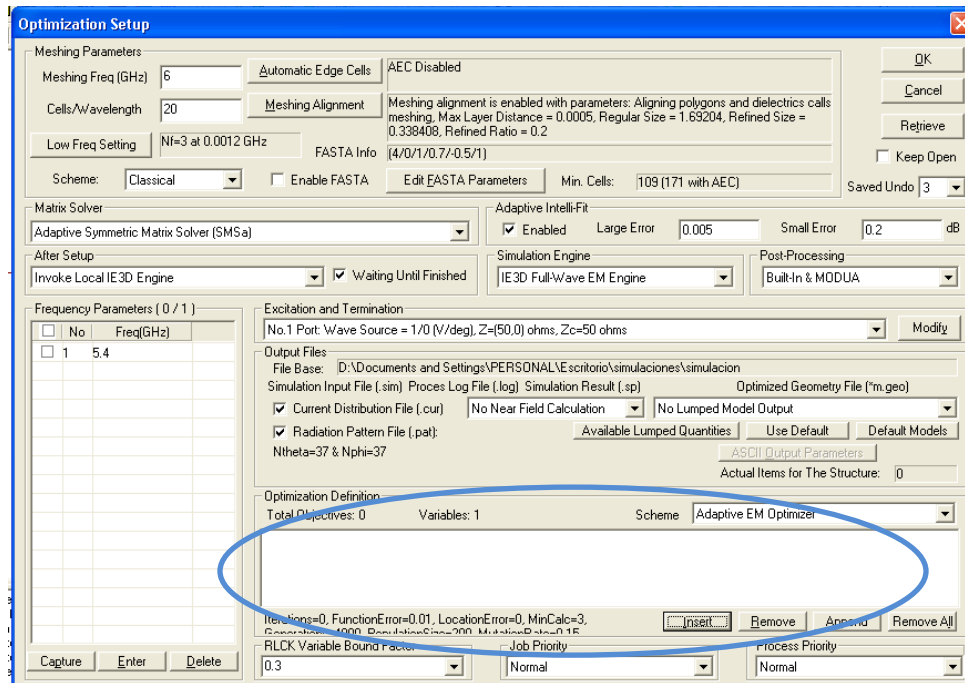 Optimization Setup
Meshing Parameters
Meshing Freq (GHz) 6 Automatic Edge Cells AEC Disabled OK
Cells/Wavelength 20 Meshing Alignment Meshing alignment is enabled with parameters: Aligning polygons and dielectrics calls Cancel
meshing, Max Layer Distance = 0.0005, Regular Size = 1.69204, Refined Size =
0.338408, Refined Ratio = 0.2 Retrieve
Low Freq Setting Nf=3 at 0.0012 GHz FASTA Info (4/0/1/0.7/-0.5/1) Keep Open
Scheme: Classical Enable FASTA Edit FASTA Parameters Min. Cells: 109 (171 with AEC) Saved Undo 3
Matrix Solver Adaptive Intelli-Fit
Adaptive Symmetric Matrix Solver (SMSa) Enabled Large Error 0.005 Small Error 0.2 dB
After Setup Simulation Engine Post-Processing
Invoke Local IE3D Engine Waiting Until Finished IE3D Full-Wave EM Engine Built-In & MODUA
Frequency Parameters ( 0 / 1 ) Excitation and Termination
No Freq(GHz) No.1 Port: Wave Source = 1/0 (V/deg), Z=(50,0) ohms, Zc=50 ohms Modify
1 5.4 Output Files
File Base: D:\Documents and Settings\PERSONAL\Escritorio\simulaciones\simulacion
Simulation Input File (.sim) Proces Log File (.log) Simulation Result (.sp) Optimized Geometry File (*m.geo)
Current Distribution File (.cur) No Near Field Calculation No Lumped Model Output
Radiation Pattern File (.pat): Available Lumped Quantities Use Default Default Models
Ntheta=37 & Nphi=37 ASCII Output Parameters
Actual Items for The Structure: 0
Optimization Definition
Total Objectives: 0 Variables: 1 Scheme Adaptive EM Optimizer
Iterations=0, FunctionError=0.01, LocationError=0, MinCalc=3, Insert Remove Append Remove All
Generations=4000, PopulationSize=200, MutationRate=0.15
RLCK Variable Bound Factor Job Priority Process Priority
Capture Enter Delete 0.3 Normal Normal